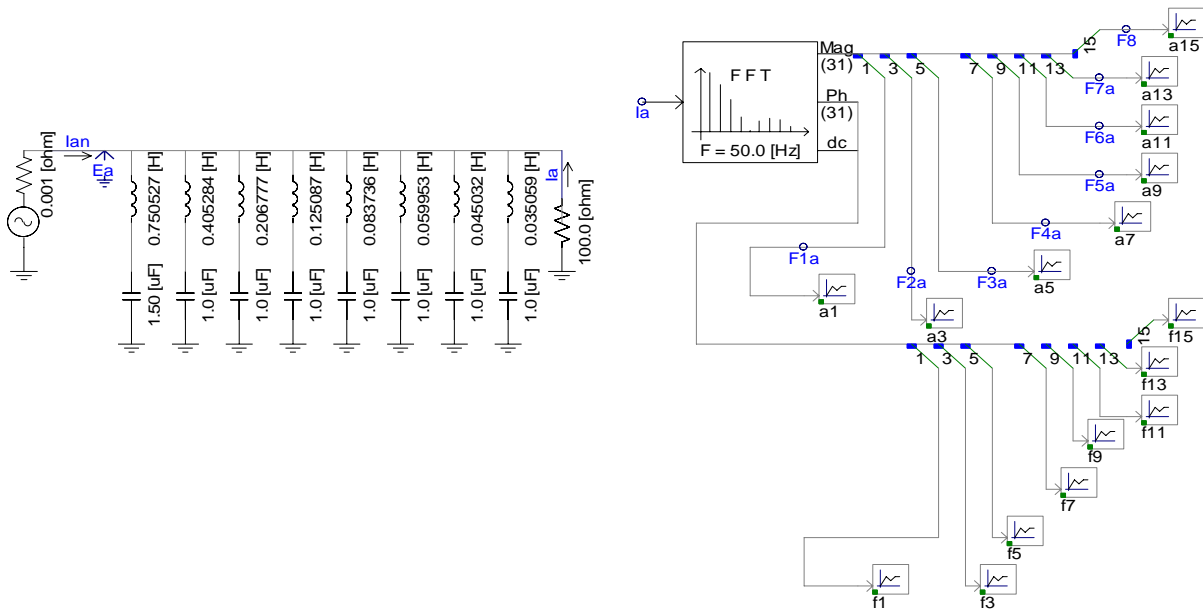 Ian
Ea
0.001 [ohm]
0.750527 [H]
0.405284 [H]
0.206777 [H]
0.125087 [H]
0.083736 [H]
0.059953 [H]
0.045032 [H]
0.035059 [H]
Ia
100.0 [ohm]
1.50 [uF]
1.0 [uF]
1.0 [uF]
1.0 [uF]
1.0 [uF]
1.0 [uF]
1.0 [uF]
1.0 [uF]
Ia
F F T
F = 50.0 [Hz]
Mag
(31)
Ph
(31)
dc
1
3
5
7
9
11
13
15
F8
a15
F7a
a13
F6a
a11
F5a
a9
F4a
a7
F1a
F2a
F3a
a5
a1
a3
1
3
5
7
9
11
13
15
f15
f13
f11
f9
f7
f5
f1
f3